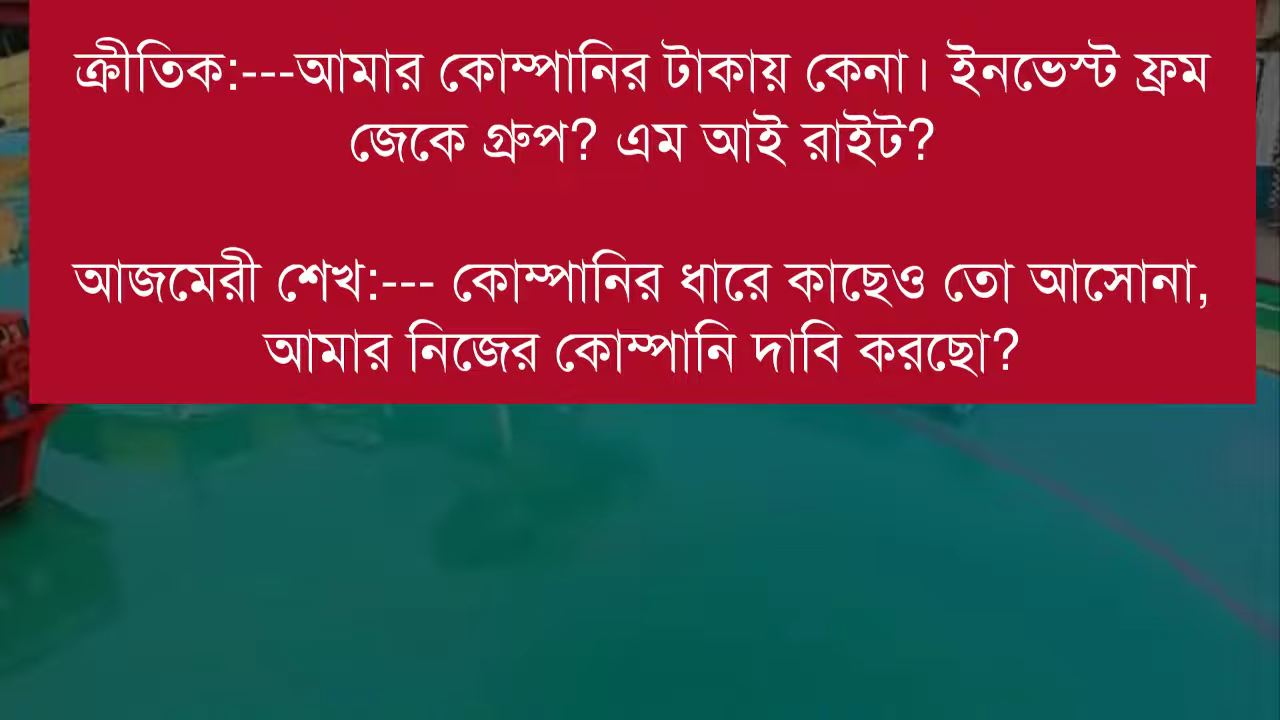 ক্রীতিক:---আমার কোম্পানির টাকায় কেনা। ইনভেস্ট ফ্রম
জেকে গ্রুপ? এম আই রাইট?
আজমেরী শেখ:--- কোম্পানির ধারে কাছেও তো আসোনা,
আমার নিজের কোম্পানি দাবি করছো?